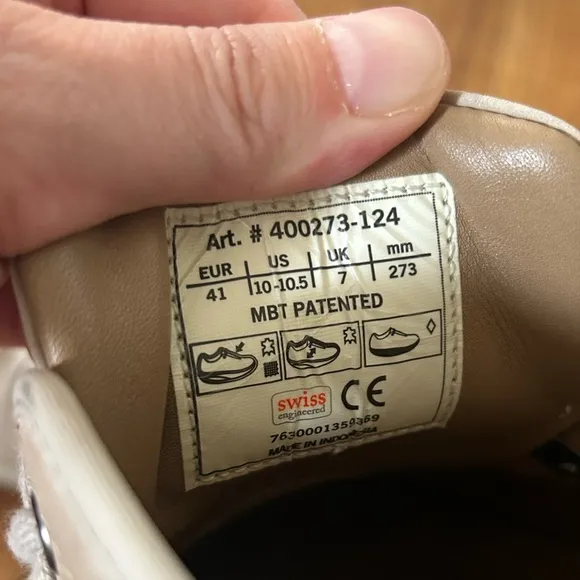 Art. # 400273-124
EUR US UK mm
41 10-10.5 7 273
MBT PATENTED
swiss
engineered
CE
7630001359369
MADE IN INDONESIA